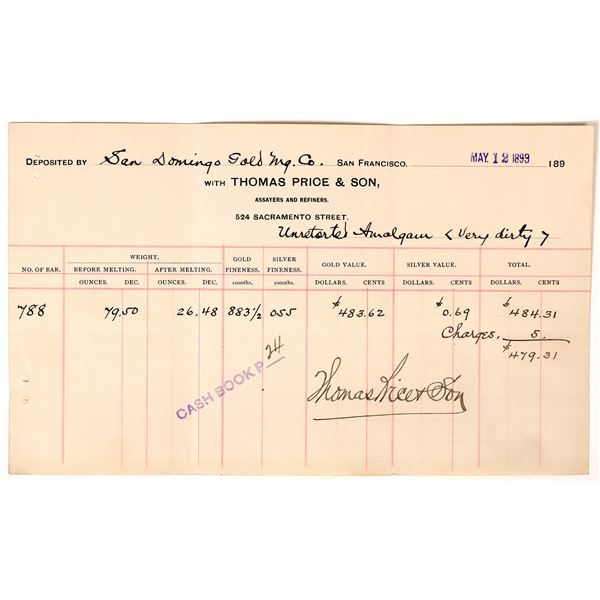 DEPOSITED BY San Domingo Gold Mg. Co. SAN FRANCISCO, MAY 12 1899 189
WITH THOMAS PRICE & SON,
ASSAYERS AND REFINERS.
524 SACRAMENTO STREET.
Unretorted Amalgam (Very dirty)
NO. OF BAR. WEIGHT. GOLD FINENESS. SILVER FINENESS. GOLD VALUE. SILVER VALUE. TOTAL.
BEFORE MELTING. AFTER MELTING.
OUNCES. DEC. OUNCES. DEC. 1000ths. 1000ths. DOLLARS. CENTS DOLLARS. CENTS DOLLARS. CENTS
788 79.50 26.48 883 1/2 055 $483.62 $0.69 $484.31
Charges, 5.
$479.31
CASH BOOK P 24
Thomas Price & Son